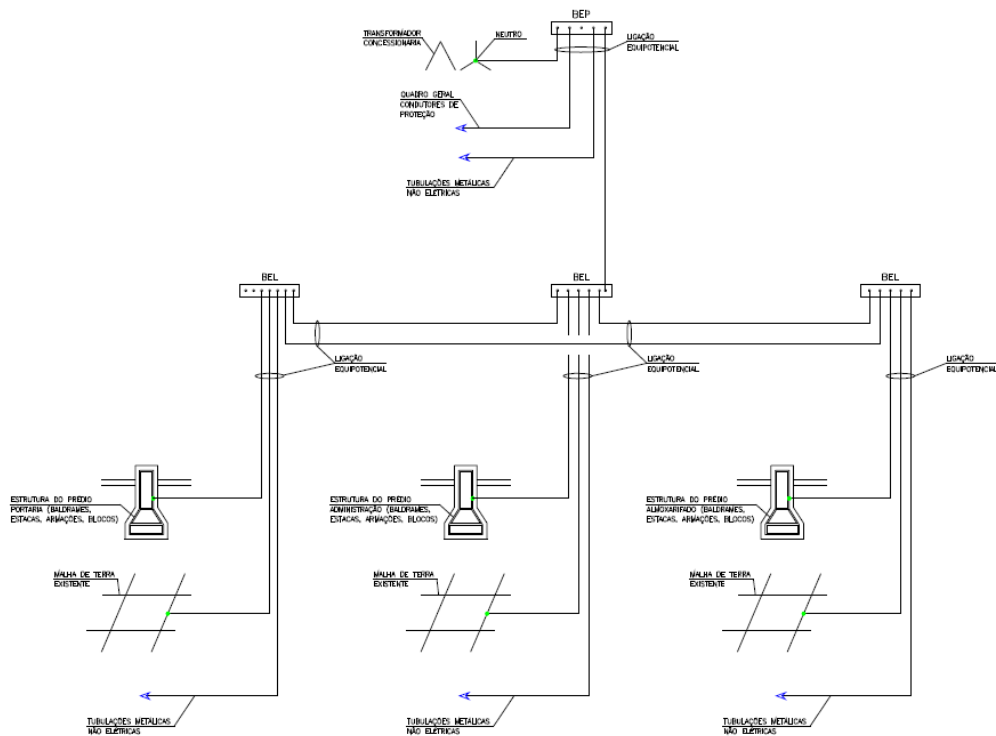 BEP
TRANSFORMADOR
CONCESSIONÁRIA
NEUTRO
LIGAÇÃO
EQUIPOTENCIAL
QUADRO GERAL
CONDUTORES DE
PROTEÇÃO
TUBULAÇÕES METÁLICAS
NÃO ELÉTRICAS
BEL
BEL
BEL
LIGAÇÃO
EQUIPOTENCIAL
LIGAÇÃO
EQUIPOTENCIAL
LIGAÇÃO
EQUIPOTENCIAL
ESTRUTURA DO PRÉDIO
PORTARIA (BALDRAMES,
ESTACAS, ARMAÇÕES, BLOCOS)
ESTRUTURA DO PRÉDIO
ADMINISTRAÇÃO (BALDRAMES,
ESTACAS, ARMAÇÕES, BLOCOS)
ESTRUTURA DO PRÉDIO
ALMOXARIFADO (BALDRAMES,
ESTACAS, ARMAÇÕES, BLOCOS)
MALHA DE TERRA
EXISTENTE
MALHA DE TERRA
EXISTENTE
MALHA DE TERRA
EXISTENTE
TUBULAÇÕES METÁLICAS
NÃO ELÉTRICAS
TUBULAÇÕES METÁLICAS
NÃO ELÉTRICAS
TUBULAÇÕES METÁLICAS
NÃO ELÉTRICAS